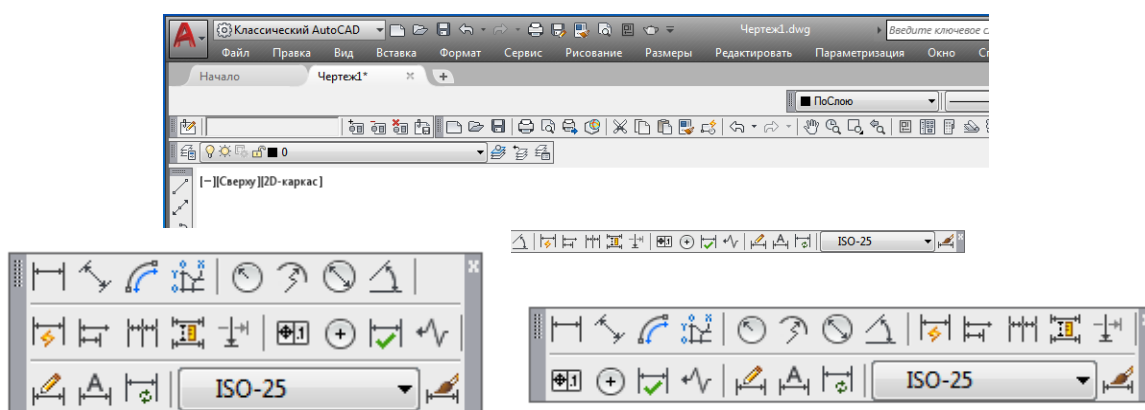 Классический AutoCAD Чертеж1.dwg Введите ключевое с
Файл Правка Вид Вставка Формат Сервис Рисование Размеры Редактировать Параметризация Окно
Начало Чертеж1* +
ПоСлою
0
[−][Сверху][2D-каркас]
ISO-25
ISO-25
ISO-25